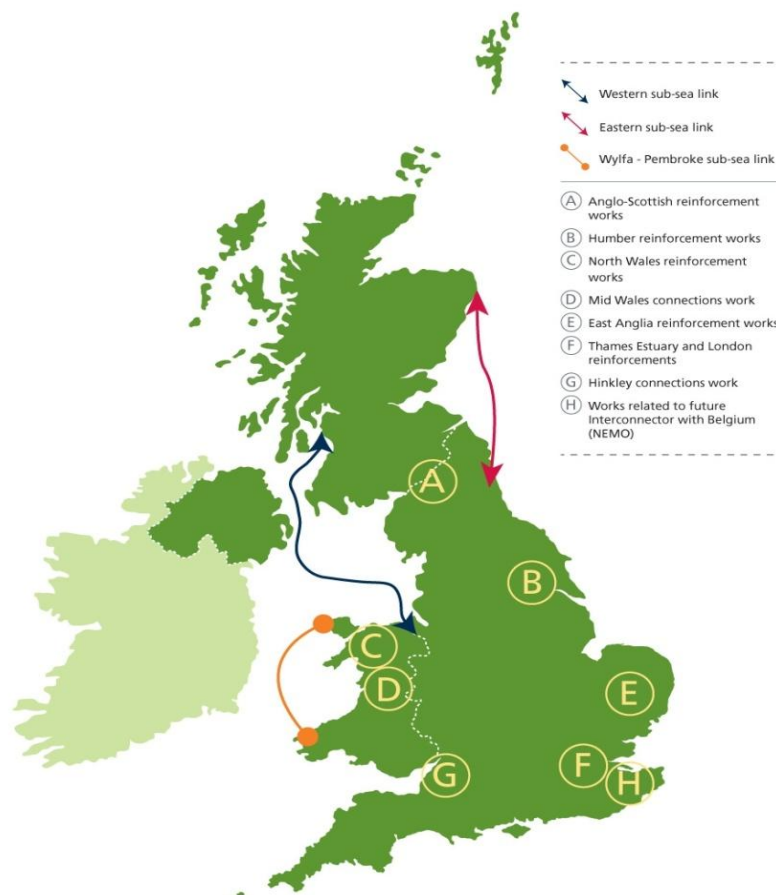 Western sub-sea link
Eastern sub-sea link
Wylfa - Pembroke sub-sea link
A Anglo-Scottish reinforcement
works
B Humber reinforcement works
C North Wales reinforcement
works
D Mid Wales connections work
E East Anglia reinforcement works
F Thames Estuary and London
reinforcements
G Hinkley connections work
H Works related to future
Interconnector with Belgium
(NEMO)
A
B
C
D
E
F
G
H